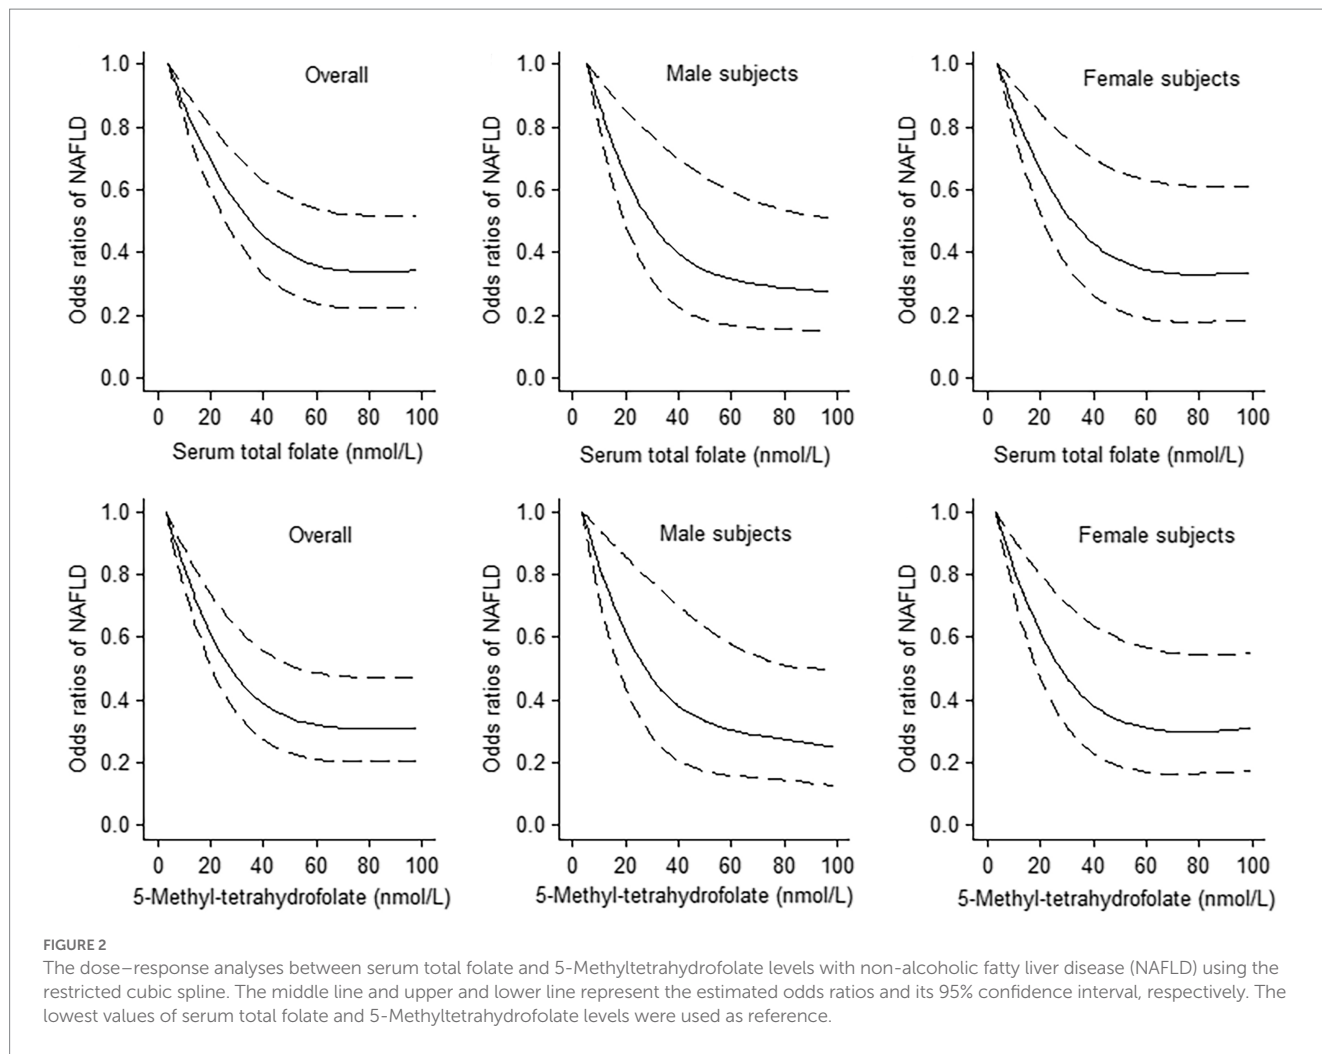 Overall
Odds ratios of NAFLD
1.0
0.8
0.6
0.4
0.2
0.0
0 20 40 60 80 100
Serum total folate (nmol/L)
Male subjects
Odds ratios of NAFLD
1.0
0.8
0.6
0.4
0.2
0.0
0 20 40 60 80 100
Serum total folate (nmol/L)
Female subjects
Odds ratios of NAFLD
1.0
0.8
0.6
0.4
0.2
0.0
0 20 40 60 80 100
Serum total folate (nmol/L)
Overall
Odds ratios of NAFLD
1.0
0.8
0.6
0.4
0.2
0.0
0 20 40 60 80 100
5-Methyl-tetrahydrofolate (nmol/L)
Male subjects
Odds ratios of NAFLD
1.0
0.8
0.6
0.4
0.2
0.0
0 20 40 60 80 100
5-Methyl-tetrahydrofolate (nmol/L)
Female subjects
Odds ratios of NAFLD
1.0
0.8
0.6
0.4
0.2
0.0
0 20 40 60 80 100
5-Methyl-tetrahydrofolate (nmol/L)
FIGURE 2
The dose–response analyses between serum total folate and 5-Methyltetrahydrofolate levels with non-alcoholic fatty liver disease (NAFLD) using the
restricted cubic spline. The middle line and upper and lower line represent the estimated odds ratios and its 95% confidence interval, respectively. The
lowest values of serum total folate and 5-Methyltetrahydrofolate levels were used as reference.